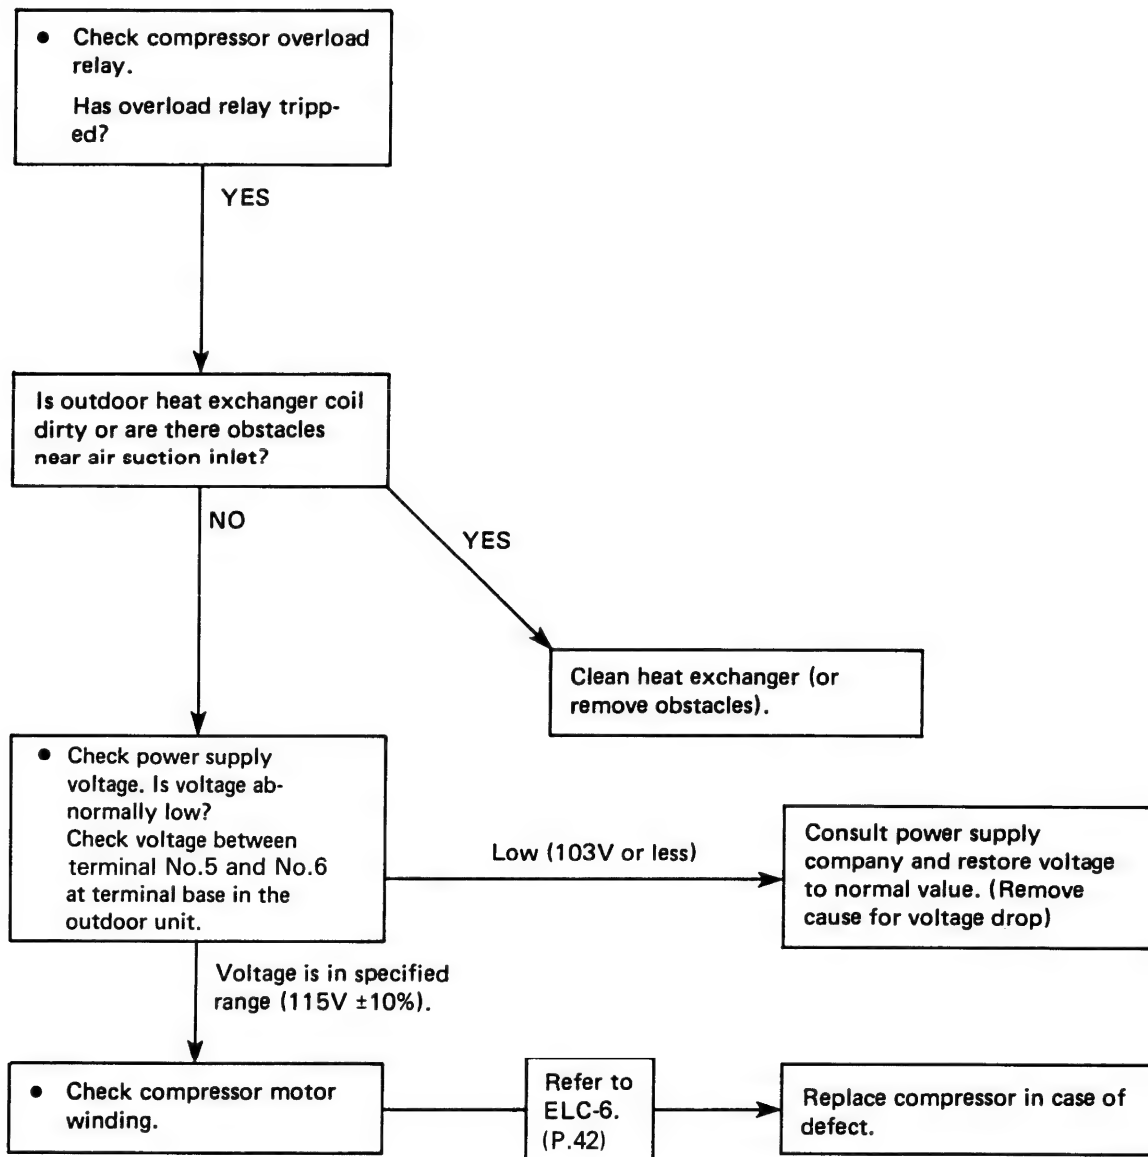 ● Check compressor overload
relay.
Has overload relay tripp-
ed?
YES
Is outdoor heat exchanger coil
dirty or are there obstacles
near air suction inlet?
NO
YES
Clean heat exchanger (or
remove obstacles).
● Check power supply
voltage. Is voltage ab-
normally low?
Check voltage between
terminal No.5 and No.6
at terminal base in the
outdoor unit.
Low (103V or less)
Consult power supply
company and restore voltage
to normal value. (Remove
cause for voltage drop)
Voltage is in specified
range (115V ±10%).
● Check compressor motor
winding.
Refer to
ELC-6.
(P.42)
Replace compressor in case of
defect.